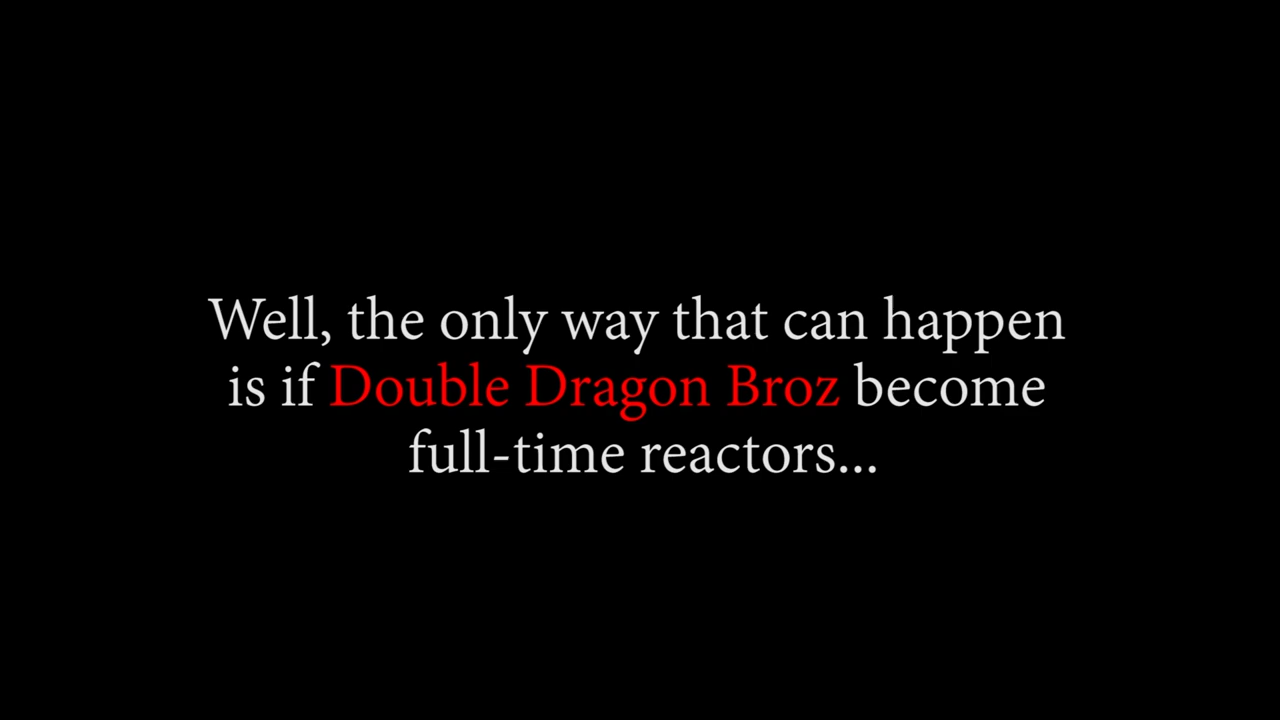 Well, the only way that can happen
is if Double Dragon Broz become
full-time reactors...